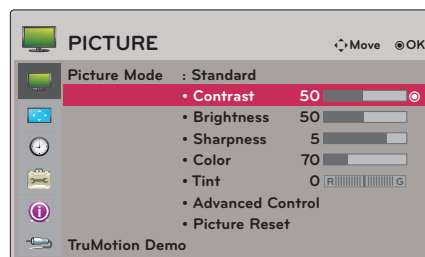 PICTURE Move OK
Picture Mode : Standard
• Contrast 50
• Brightness 50
• Sharpness 5
• Color 70
• Tint 0 R G
• Advanced Control
• Picture Reset
TruMotion Demo